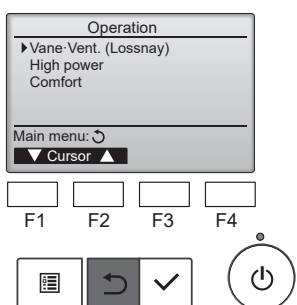 Operation
Vane·Vent. (Lossnay)
High power
Comfort
Main menu:
Cursor
F1 F2 F3 F4